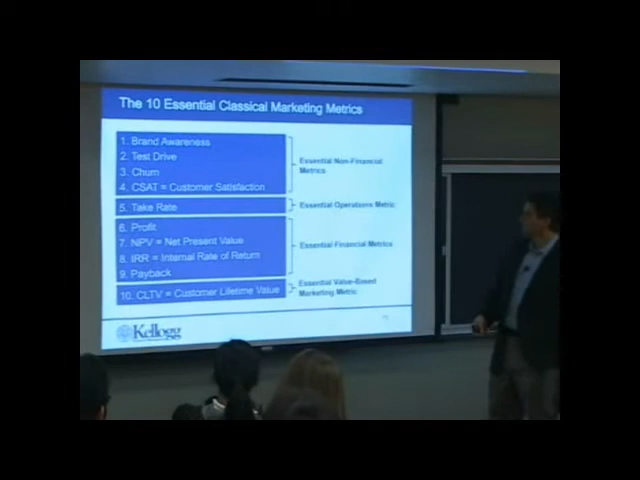 The 10 Essential Classical Marketing Metrics
1. Brand Awareness
2. Test Drive
3. Churn
4. CSAT = Customer Satisfaction
Essential Non-Financial
Metrics
5. Take Rate
Essential Operations Metric
6. Profit
7. NPV = Net Present Value
8. IRR = Internal Rate of Return
9. Payback
Essential Financial Metrics
10. CLTV = Customer Lifetime Value
Essential Value-Based
Marketing Metric
Kellogg